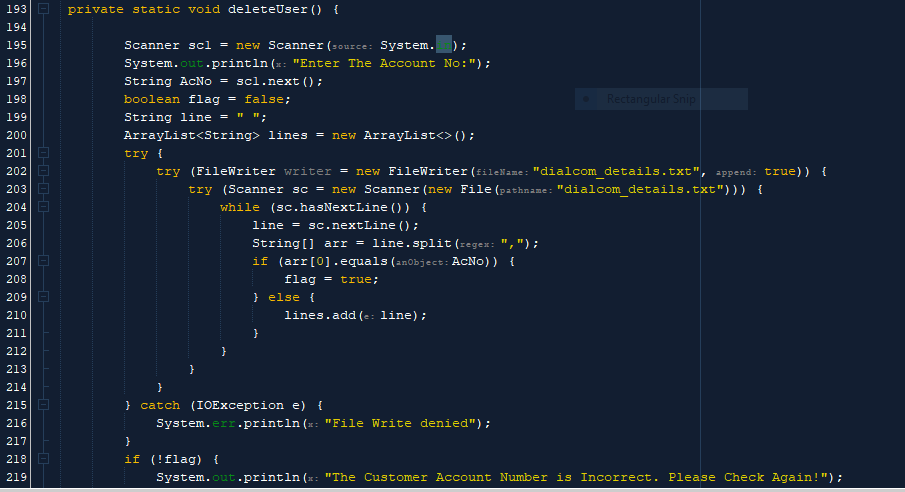 193 private static void deleteUser() {
194
195 Scanner scl = new Scanner(source: System.in);
196 System.out.println(x: "Enter The Account No:");
197 String AcNo = scl.next();
198 boolean flag = false;
199 String line = " ";
200 ArrayList<String> lines = new ArrayList<>();
201 try {
202 try (FileWriter writer = new FileWriter(fileName: "dialcom_details.txt", append: true)) {
203 try (Scanner sc = new Scanner(new File(pathname: "dialcom_details.txt"))) {
204 while (sc.hasNextLine()) {
205 line = sc.nextLine();
206 String[] arr = line.split(regex: ",");
207 if (arr[0].equals(anObject: AcNo)) {
208 flag = true;
209 } else {
210 lines.add(e: line);
211 }
212 }
213 }
214 }
215 } catch (IOException e) {
216 System.err.println(x: "File Write denied");
217 }
218 if (!flag) {
219 System.out.println(x: "The Customer Account Number is Incorrect. Please Check Again!");
Rectangular Snip